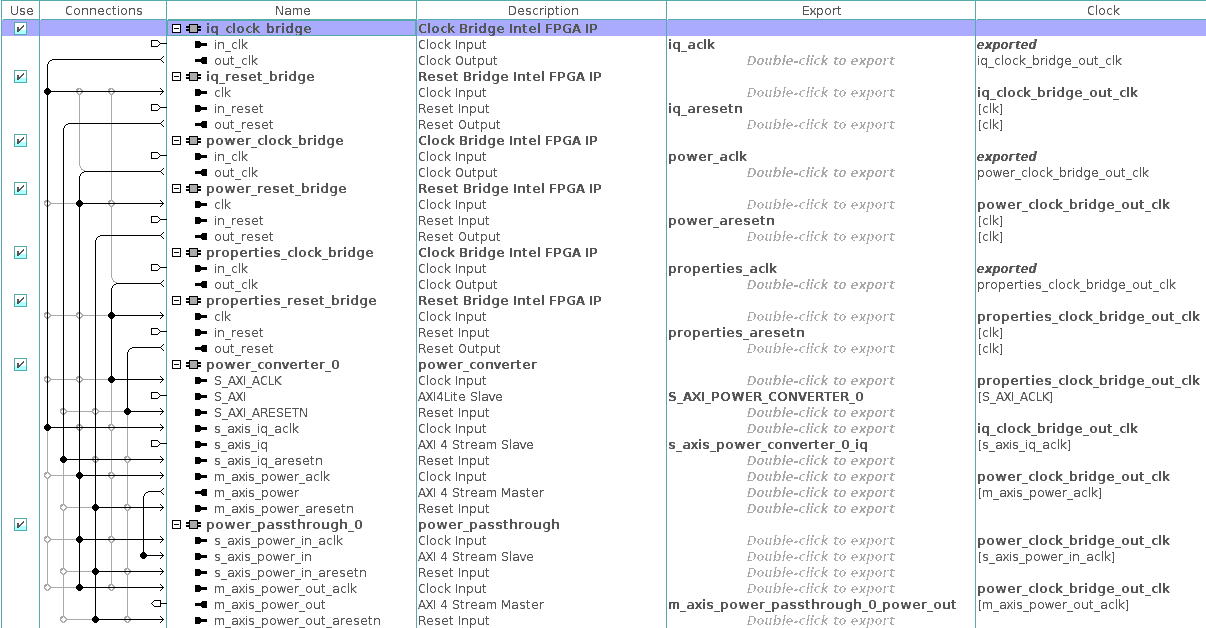 Use Connections Name Description Export Clock
iq_clock_bridge Clock Bridge Intel FPGA IP
in_clk Clock Input iq_aclk exported
out_clk Clock Output Double-click to export iq_clock_bridge_out_clk
iq_reset_bridge Reset Bridge Intel FPGA IP
clk Clock Input Double-click to export iq_clock_bridge_out_clk
in_reset Reset Input iq_aresetn [clk]
out_reset Reset Output Double-click to export [clk]
power_clock_bridge Clock Bridge Intel FPGA IP
in_clk Clock Input power_aclk exported
out_clk Clock Output Double-click to export power_clock_bridge_out_clk
power_reset_bridge Reset Bridge Intel FPGA IP
clk Clock Input Double-click to export power_clock_bridge_out_clk
in_reset Reset Input power_aresetn [clk]
out_reset Reset Output Double-click to export [clk]
properties_clock_bridge Clock Bridge Intel FPGA IP
in_clk Clock Input properties_aclk exported
out_clk Clock Output Double-click to export properties_clock_bridge_out_clk
properties_reset_bridge Reset Bridge Intel FPGA IP
clk Clock Input Double-click to export properties_clock_bridge_out_clk
in_reset Reset Input properties_aresetn [clk]
out_reset Reset Output Double-click to export [clk]
power_converter_0 power_converter
S_AXI_ACLK Clock Input Double-click to export properties_clock_bridge_out_clk
S_AXI AXI4Lite Slave S_AXI_POWER_CONVERTER_0 [S_AXI_ACLK]
S_AXI_ARESETN Reset Input Double-click to export
s_axis_iq_aclk Clock Input Double-click to export iq_clock_bridge_out_clk
s_axis_iq AXI 4 Stream Slave s_axis_power_converter_0_iq [s_axis_iq_aclk]
s_axis_iq_aresetn Reset Input Double-click to export
m_axis_power_aclk Clock Input Double-click to export power_clock_bridge_out_clk
m_axis_power AXI 4 Stream Master Double-click to export [m_axis_power_aclk]
m_axis_power_aresetn Reset Input Double-click to export
power_passthrough_0 power_passthrough
s_axis_power_in_aclk Clock Input Double-click to export power_clock_bridge_out_clk
s_axis_power_in AXI 4 Stream Slave Double-click to export [s_axis_power_in_aclk]
s_axis_power_in_aresetn Reset Input Double-click to export
m_axis_power_out_aclk Clock Input Double-click to export power_clock_bridge_out_clk
m_axis_power_out AXI 4 Stream Master m_axis_power_passthrough_0_power_out [m_axis_power_out_aclk]
m_axis_power_out_aresetn Reset Input Double-click to export